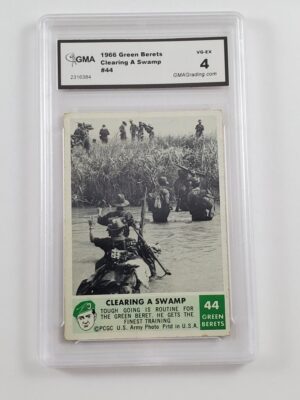 GMA
2316384
1966 Green Berets
Clearing A Swamp
#44
VG-EX
4
GMAGrading.com
CLEARING A SWAMP
TOUGH GOING IS ROUTINE FOR
THE GREEN BERET. HE GETS THE
FINEST TRAINING.
©PCGC U.S. Army Photo Prtd in U.S.A.
44
GREEN
BERETS